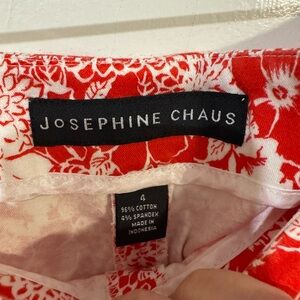 JOSEPHINE CHAUS
4
96% COTTON
4% SPANDEX
MADE IN
INDONESIA